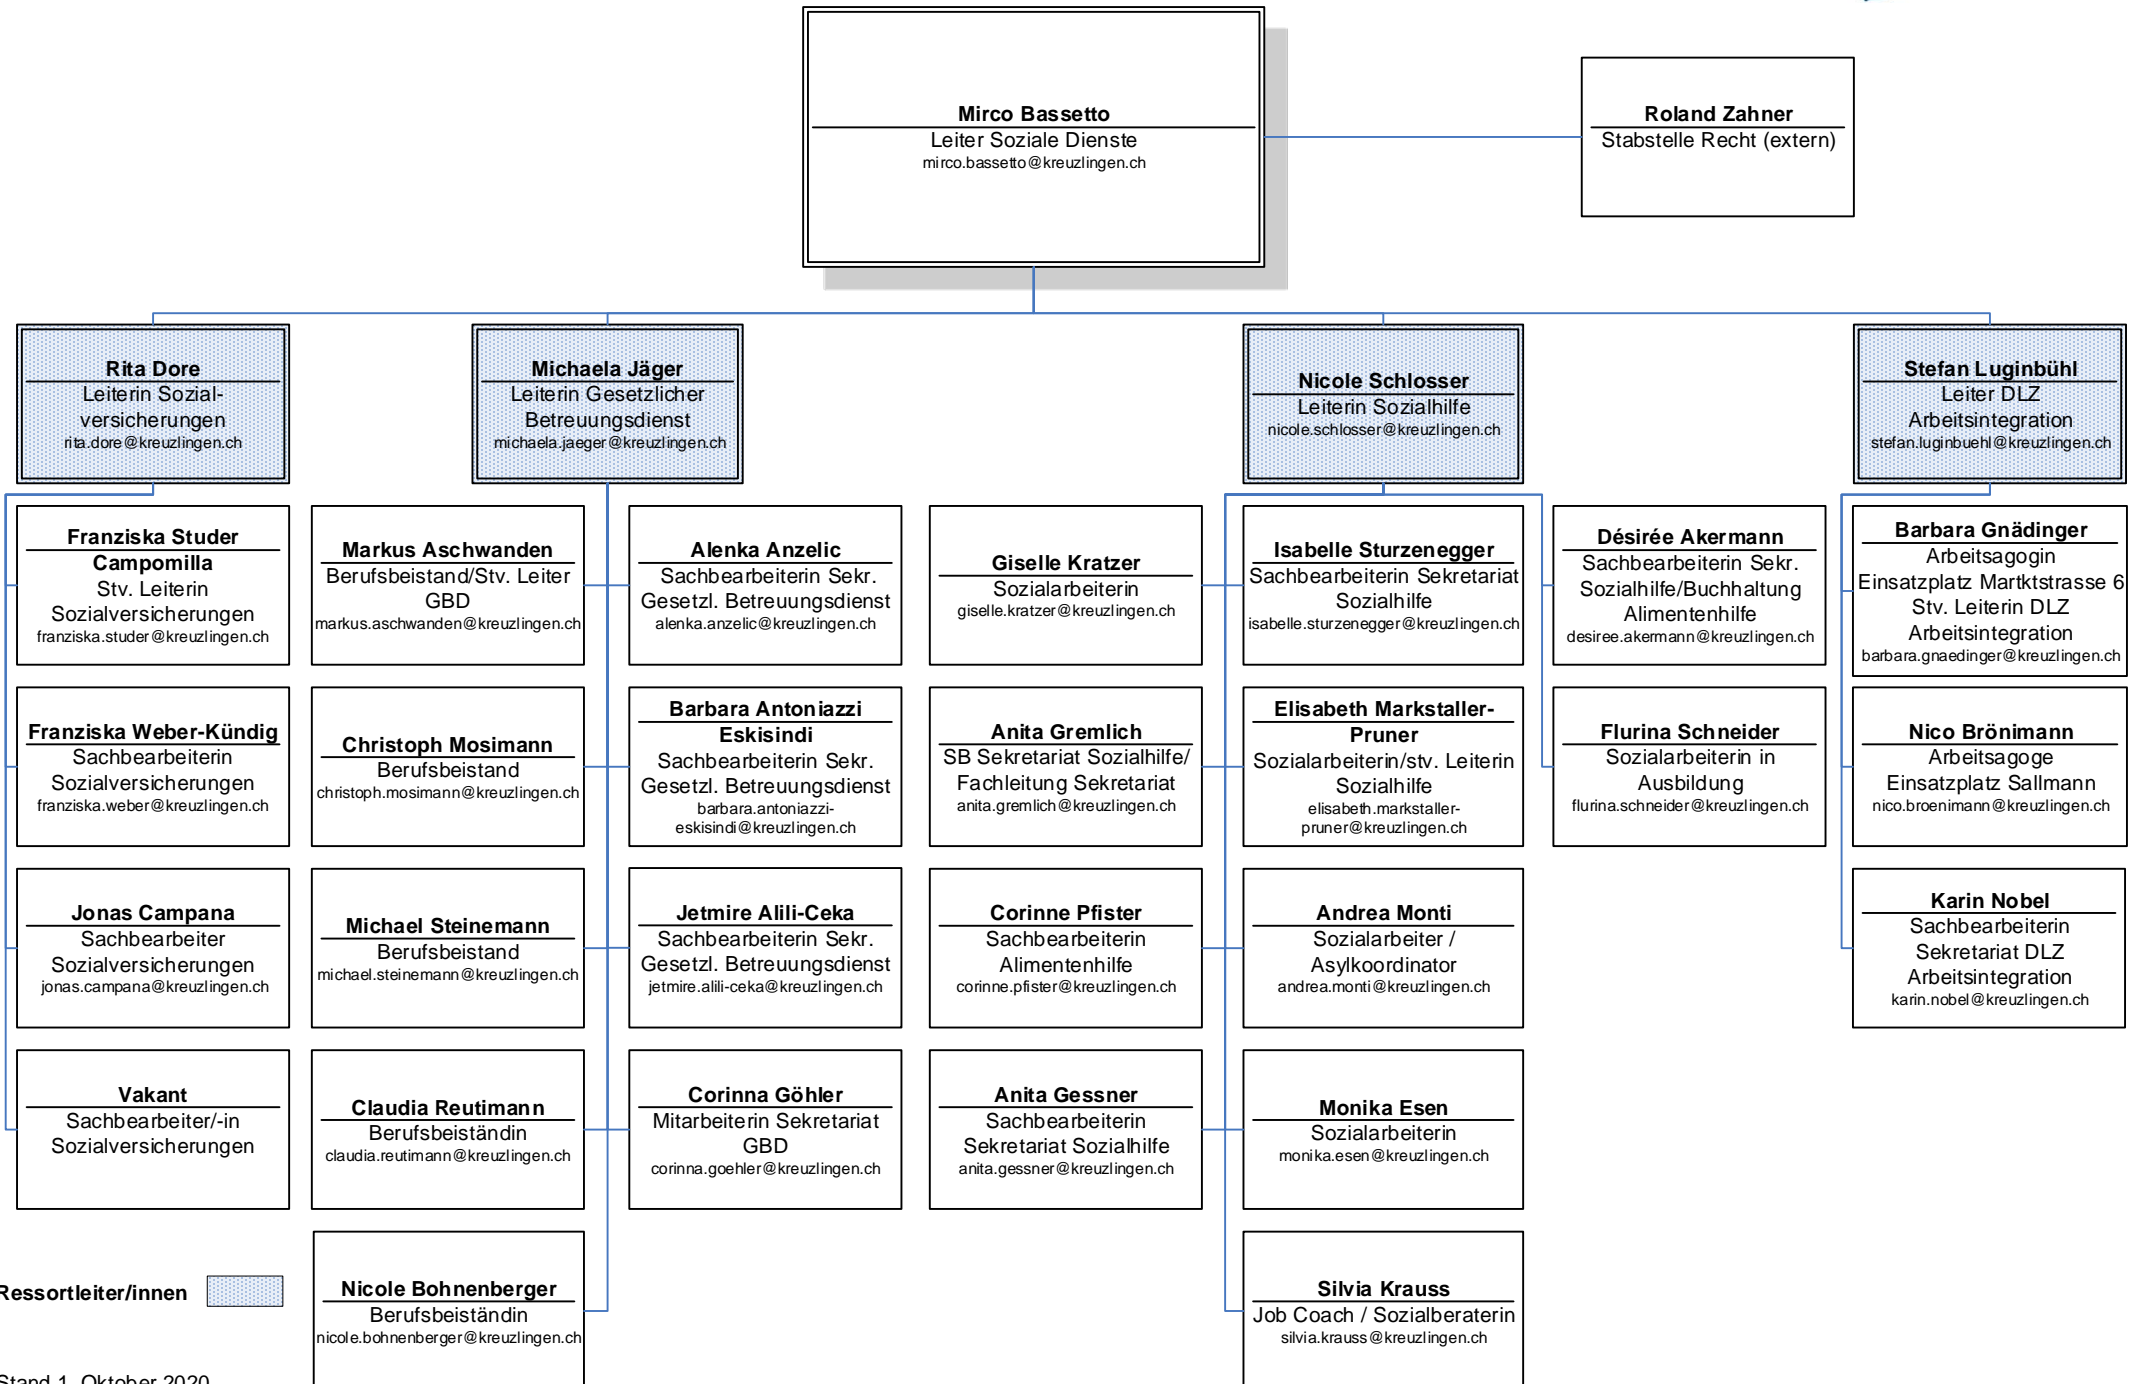 Mirco Bassetto
Leiter Soziale Dienste
mirco.bassetto@kreuzlingen.ch
Roland Zahner
Stabstelle Recht (extern)
Rita Dore
Leiterin Sozial-
versicherungen
rita.dore@kreuzlingen.ch
Michaela Jäger
Leiterin Gesetzlicher
Betreuungsdienst
michaela.jaeger@kreuzlingen.ch
Nicole Schlosser
Leiterin Sozialhilfe
nicole.schlosser@kreuzlingen.ch
Stefan Luginbühl
Leiter DLZ
Arbeitsintegration
stefan.luginbuehl@kreuzlingen.ch
Franziska Studer
Campomilla
Stv. Leiterin
Sozialversicherungen
franziska.studer@kreuzlingen.ch
Markus Aschwanden
Berufsbeistand/Stv. Leiter
GBD
markus.aschwanden@kreuzlingen.ch
Alenka Anzelic
Sachbearbeiterin Sekr.
Gesetzl. Betreuungsdienst
alenka.anzelic@kreuzlingen.ch
Giselle Kratzer
Sozialarbeiterin
giselle.kratzer@kreuzlingen.ch
Isabelle Sturzenegger
Sachbearbeiterin Sekretariat
Sozialhilfe
isabelle.sturzenegger@kreuzlingen.ch
Désirée Akermann
Sachbearbeiterin Sekr.
Sozialhilfe/Buchhaltung
Alimentenhilfe
desiree.akermann@kreuzlingen.ch
Barbara Gnädinger
Arbeitsagogin
Einsatzplatz Martktstrasse 6
Stv. Leiterin DLZ
Arbeitsintegration
barbara.gnaedinger@kreuzlingen.ch
Franziska Weber-Kündig
Sachbearbeiterin
Sozialversicherungen
franziska.weber@kreuzlingen.ch
Christoph Mosimann
Berufsbeistand
christoph.mosimann@kreuzlingen.ch
Barbara Antoniazzi
Eskisindi
Sachbearbeiterin Sekr.
Gesetzl. Betreuungsdienst
barbara.antoniazzi-
eskisindi@kreuzlingen.ch
Anita Gremlich
SB Sekretariat Sozialhilfe/
Fachleitung Sekretariat
anita.gremlich@kreuzlingen.ch
Elisabeth Markstaller-
Pruner
Sozialarbeiterin/stv. Leiterin
Sozialhilfe
elisabeth.markstaller-
pruner@kreuzlingen.ch
Flurina Schneider
Sozialarbeiterin in
Ausbildung
flurina.schneider@kreuzlingen.ch
Nico Brönimann
Arbeitsagoge
Einsatzplatz Sallmann
nico.broenimann@kreuzlingen.ch
Jonas Campana
Sachbearbeiter
Sozialversicherungen
jonas.campana@kreuzlingen.ch
Michael Steinemann
Berufsbeistand
michael.steinemann@kreuzlingen.ch
Jetmire Alili-Ceka
Sachbearbeiterin Sekr.
Gesetzl. Betreuungsdienst
jetmire.alili-ceka@kreuzlingen.ch
Corinne Pfister
Sachbearbeiterin
Alimentenhilfe
corinne.pfister@kreuzlingen.ch
Andrea Monti
Sozialarbeiter /
Asylkoordinator
andrea.monti@kreuzlingen.ch
Karin Nobel
Sachbearbeiterin
Sekretariat DLZ
Arbeitsintegration
karin.nobel@kreuzlingen.ch
Vakant
Sachbearbeiter/-in
Sozialversicherungen
Claudia Reutimann
Berufsbeiständin
claudia.reutimann@kreuzlingen.ch
Corinna Göhler
Mitarbeiterin Sekretariat
GBD
corinna.goehler@kreuzlingen.ch
Anita Gessner
Sachbearbeiterin
Sekretariat Sozialhilfe
anita.gessner@kreuzlingen.ch
Monika Esen
Sozialarbeiterin
monika.esen@kreuzlingen.ch
Nicole Bohnenberger
Berufsbeiständin
nicole.bohnenberger@kreuzlingen.ch
Silvia Krauss
Job Coach / Sozialberaterin
silvia.krauss@kreuzlingen.ch
Ressortleiter/innen
Stand 1. Oktober 2020